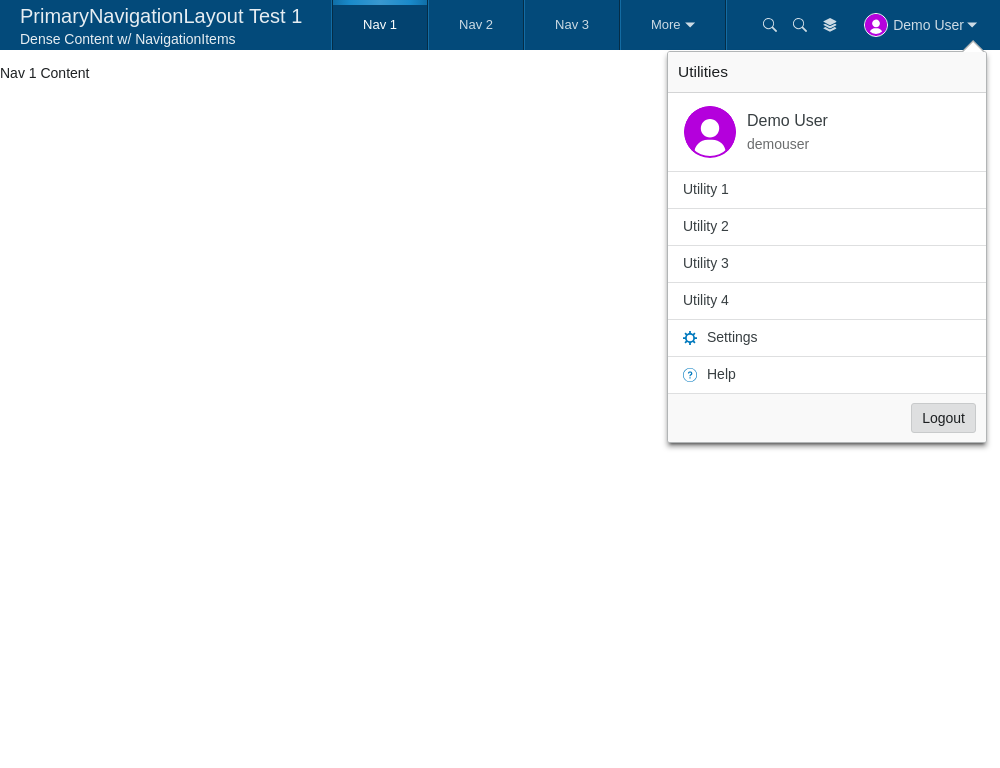 PrimaryNavigationLayout Test 1
Dense Content w/ NavigationItems
Nav 1
Nav 2
Nav 3
More
Demo User
Nav 1 Content
Utilities
Demo User
demouser
Utility 1
Utility 2
Utility 3
Utility 4
Settings
Help
Logout